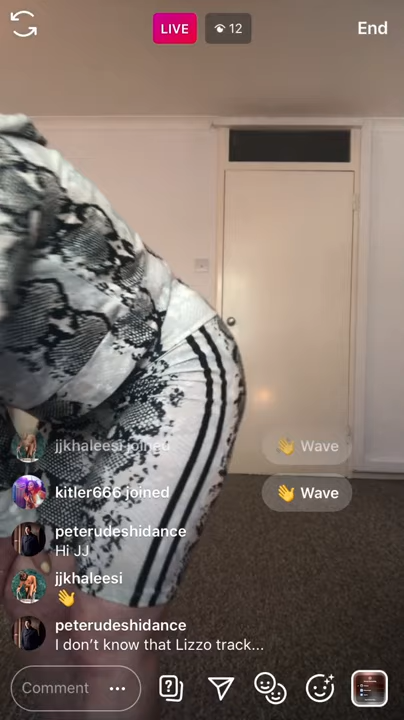 LIVE
12
End
jjkhaleesi joined
Wave
kitler666 joined
Wave
peterudeshidance
Hi JJ
jjkhaleesi
peterudeshidance
I don't know that Lizzo track...
Comment